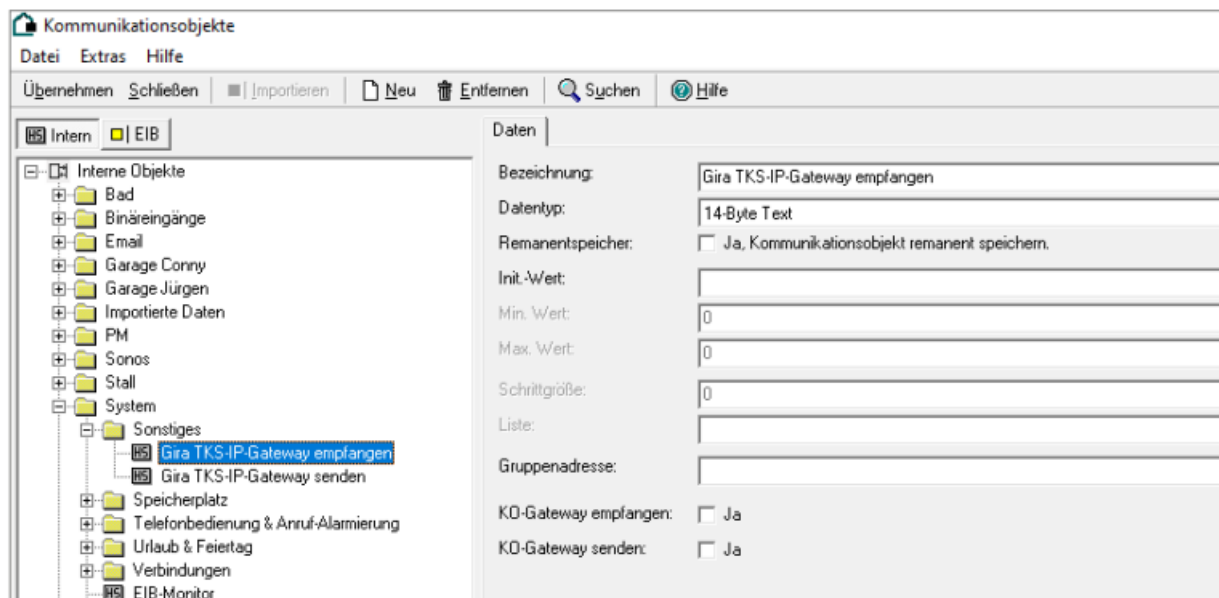 Kommunikationsobjekte
Datei Extras Hilfe
Übernehmen Schließen Importieren Neu Entfernen Suchen Hilfe
HS Intern EIB
Interne Objekte
Bad
Binäreingänge
Email
Garage Conny
Garage Jürgen
Importierte Daten
PM
Sonos
Stall
System
Sonstiges
HS Gira TKS-IP-Gateway empfangen
HS Gira TKS-IP-Gateway senden
Speicherplatz
Telefonbedienung & Anruf-Alarmierung
Urlaub & Feiertag
Verbindungen
HS EIB-Monitor
Daten
Bezeichnung: Gira TKS-IP-Gateway empfangen
Datentyp: 14-Byte Text
Remanentspeicher: Ja, Kommunikationsobjekt remanent speichern.
Init.-Wert:
Min. Wert: 0
Max. Wert: 0
Schrittgröße: 0
Liste:
Gruppenadresse:
KO-Gateway empfangen: Ja
KO-Gateway senden: Ja